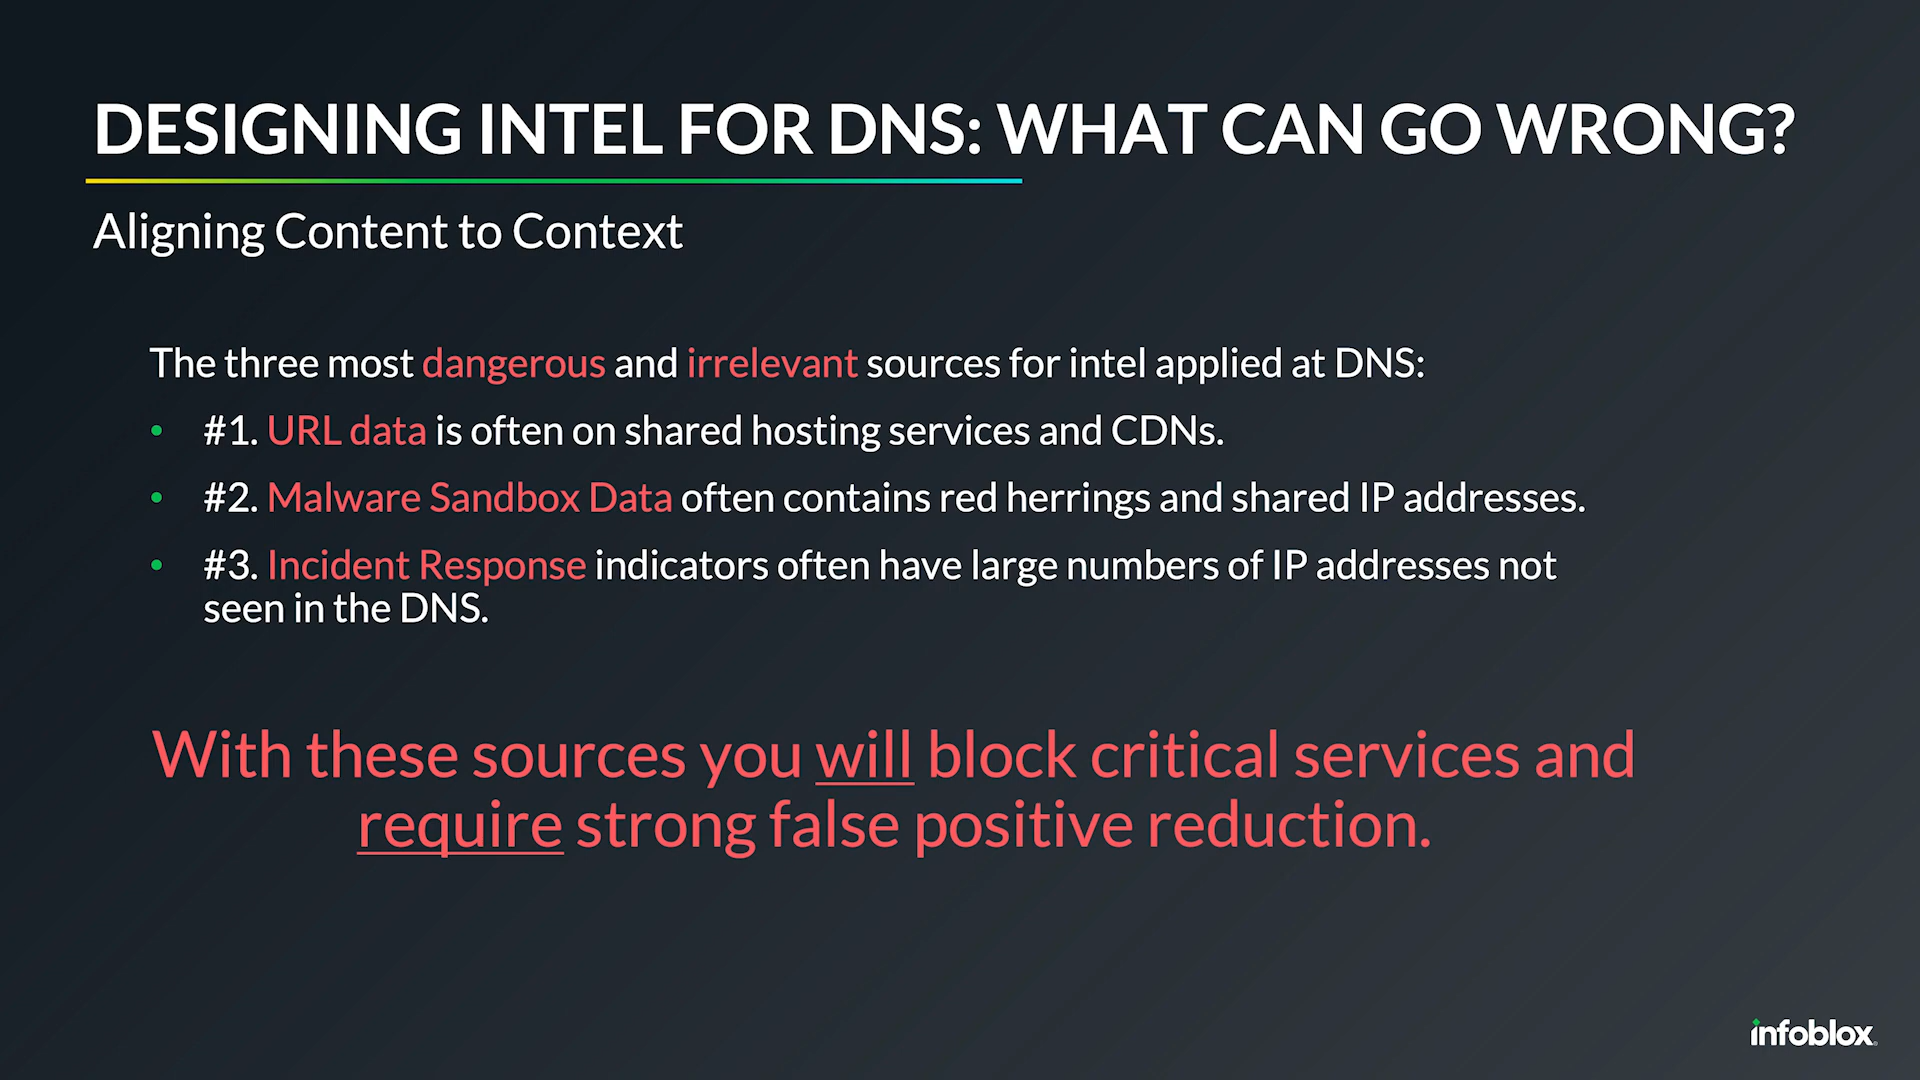 DESIGNING INTEL FOR DNS: WHAT CAN GO WRONG?
Aligning Content to Context
The three most dangerous and irrelevant sources for intel applied at DNS:
• #1. URL data is often on shared hosting services and CDNs.
• #2. Malware Sandbox Data often contains red herrings and shared IP addresses.
• #3. Incident Response indicators often have large numbers of IP addresses not
seen in the DNS.
With these sources you will block critical services and
require strong false positive reduction.
infoblox®